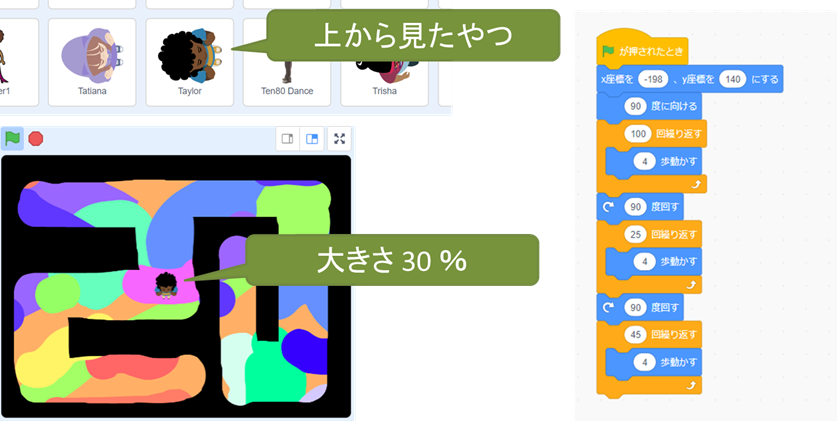 上から見たやつ
er1
Tatiana
Taylor
Ten80 Dance
Trisha
大きさ 30 %
が押されたとき
x座標を -198 、y座標を 140 にする
90 度に向ける
100 回繰り返す
4 歩動かす
90 度回す
25 回繰り返す
4 歩動かす
90 度回す
45 回繰り返す
4 歩動かす